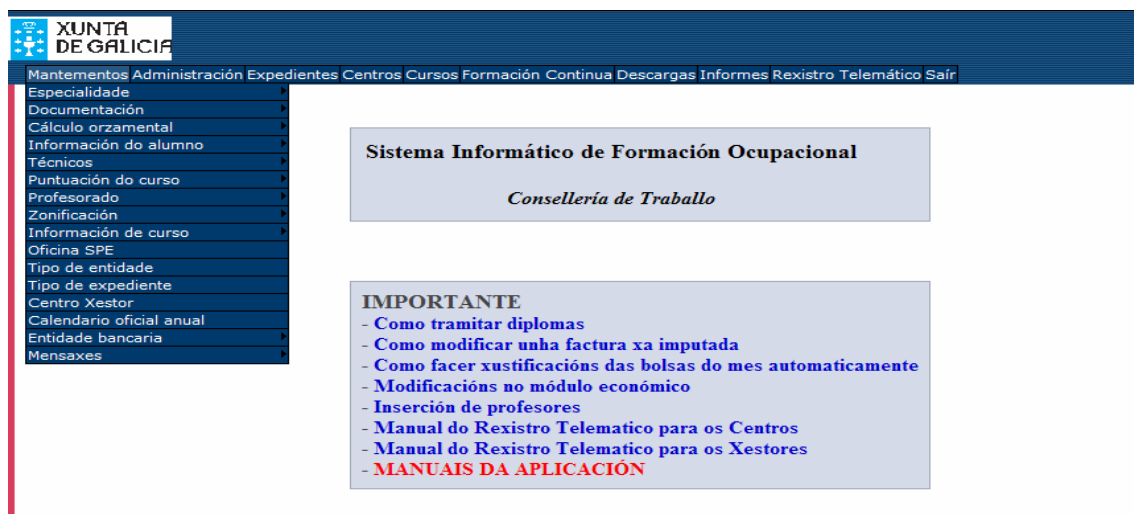 XUNTA
DE GALICIA
Mantementos Administración Expedientes Centros Cursos Formación Continua Descargas Informes Rexistro Telemático Saír
Especialidade
Documentación
Cálculo orzamental
Información do alumno
Técnicos
Puntuación do curso
Profesorado
Zonificación
Información de curso
Oficina SPE
Tipo de entidade
Tipo de expediente
Centro Xestor
Calendario oficial anual
Entidade bancaria
Mensaxes
Sistema Informático de Formación Ocupacional
Consellería de Traballo
IMPORTANTE
- Como tramitar diplomas
- Como modificar unha factura xa imputada
- Como facer xustificacións das bolsas do mes automaticamente
- Modificacións no módulo económico
- Inserción de profesores
- Manual do Rexistro Telematico para os Centros
- Manual do Rexistro Telematico para os Xestores
- MANUAIS DA APLICACIÓN